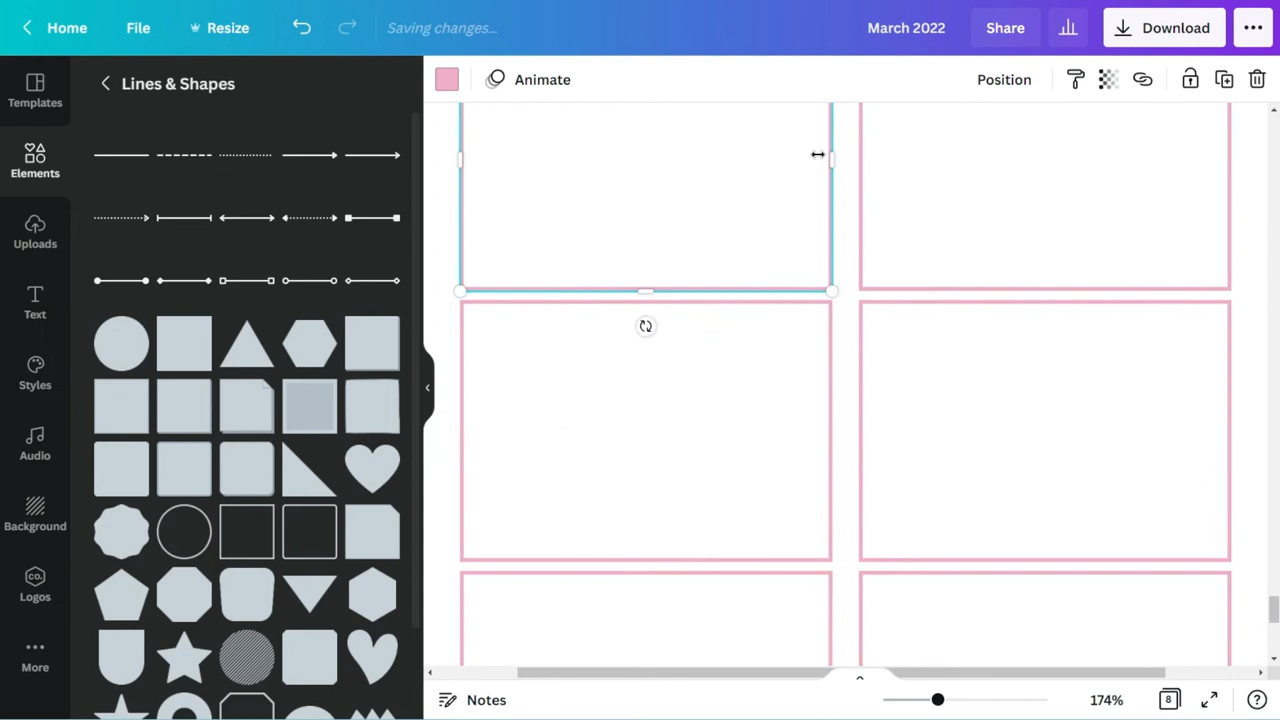 Home
File
Resize
Saving changes...
March 2022
Share
Download
Templates
Elements
Uploads
Text
Styles
Audio
Background
CO.
Logos
More
Lines & Shapes
Animate
Position
Notes
174%
8
?